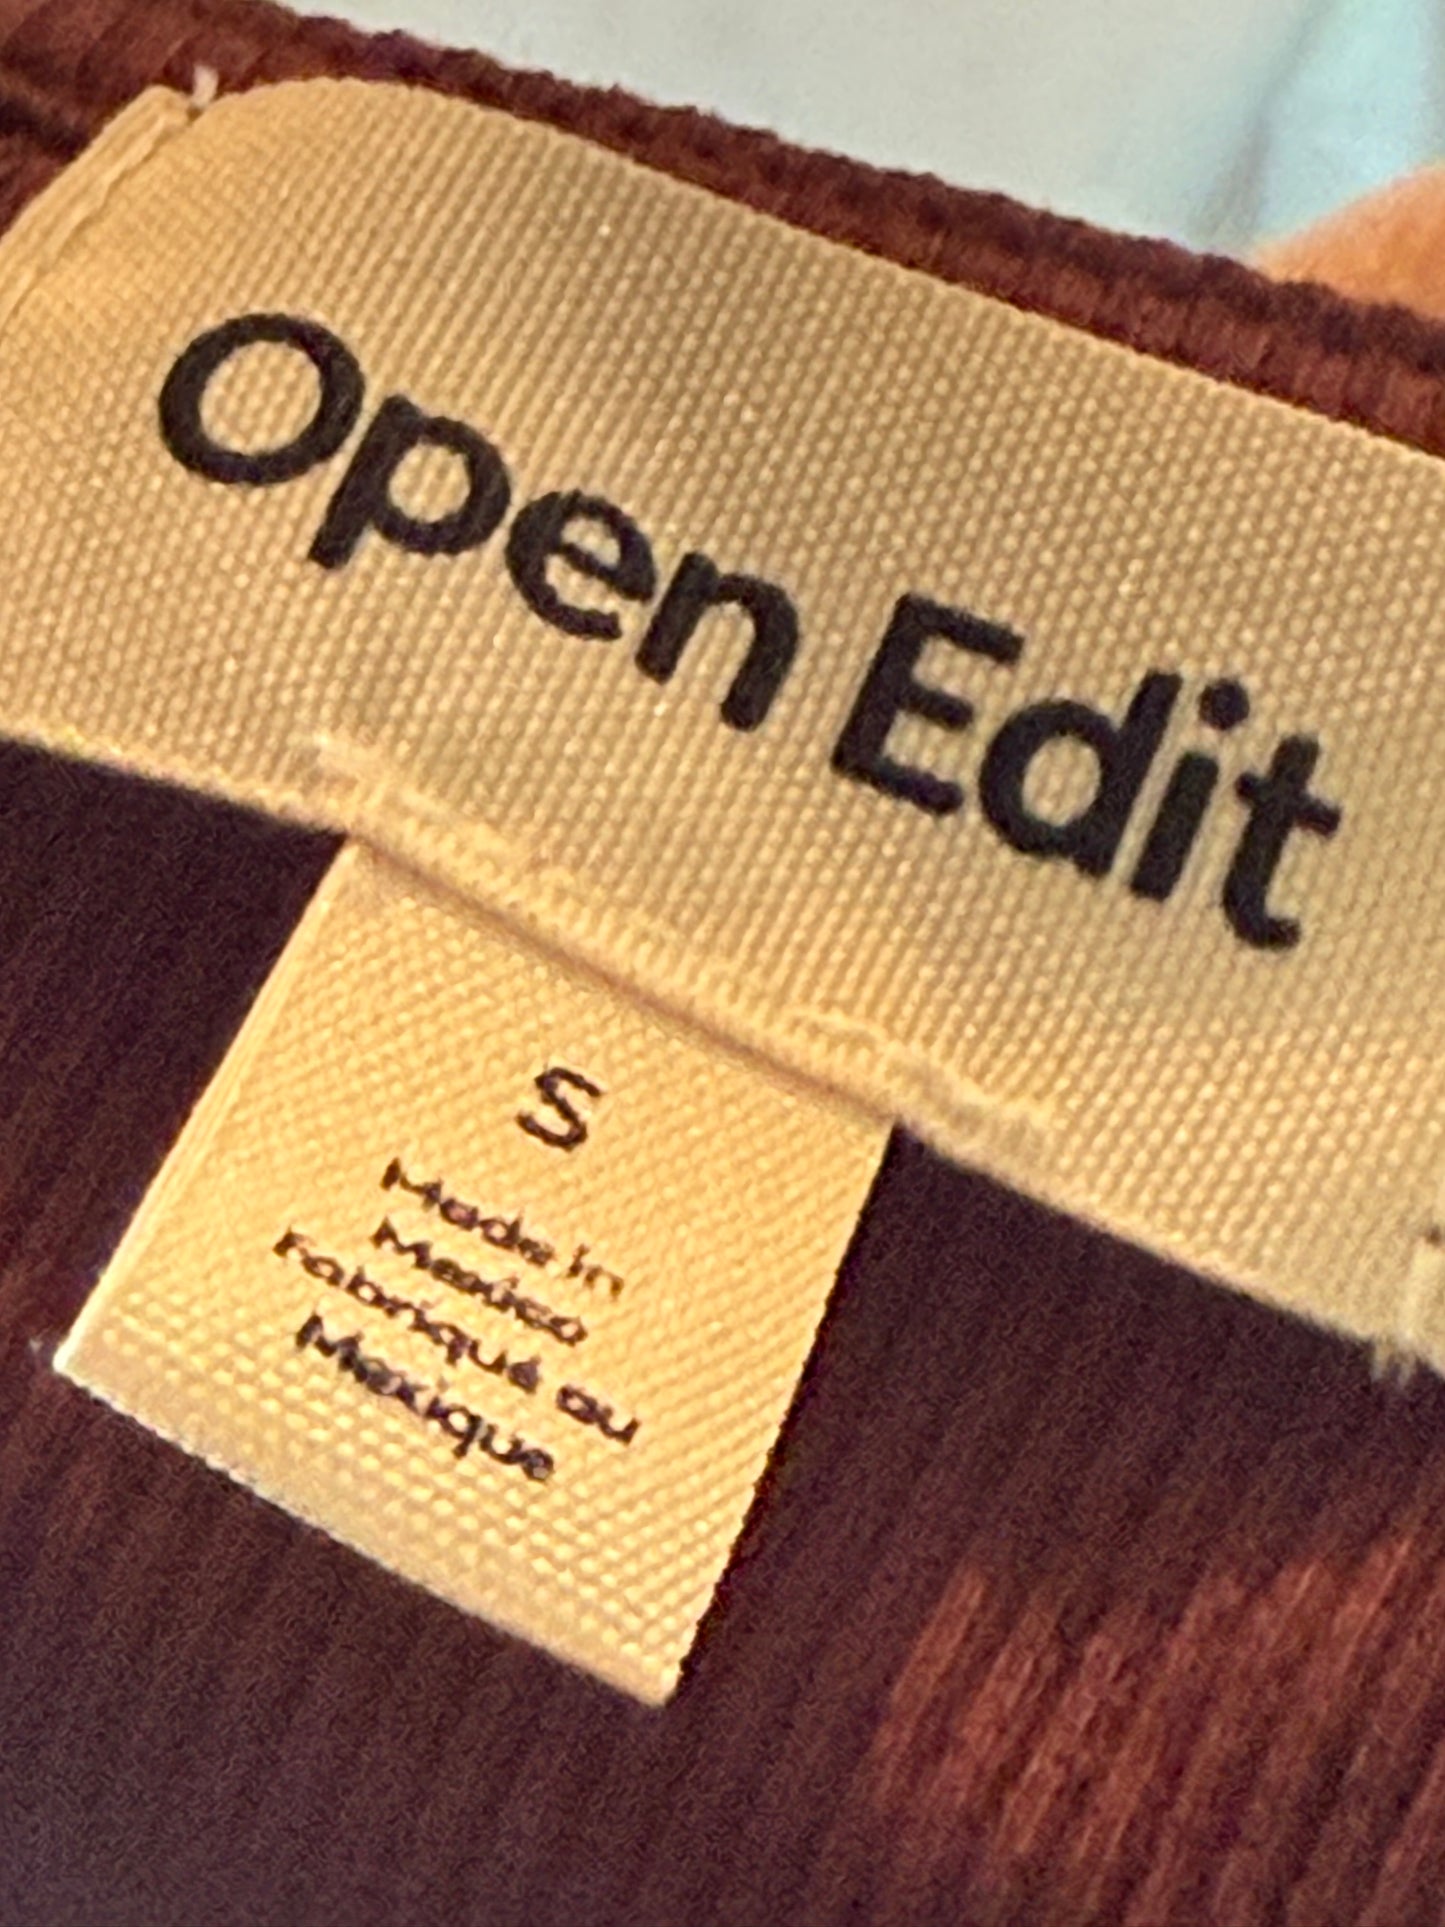 Open Edit
S
Made in
Mexico
Fabriqué au
Mexique